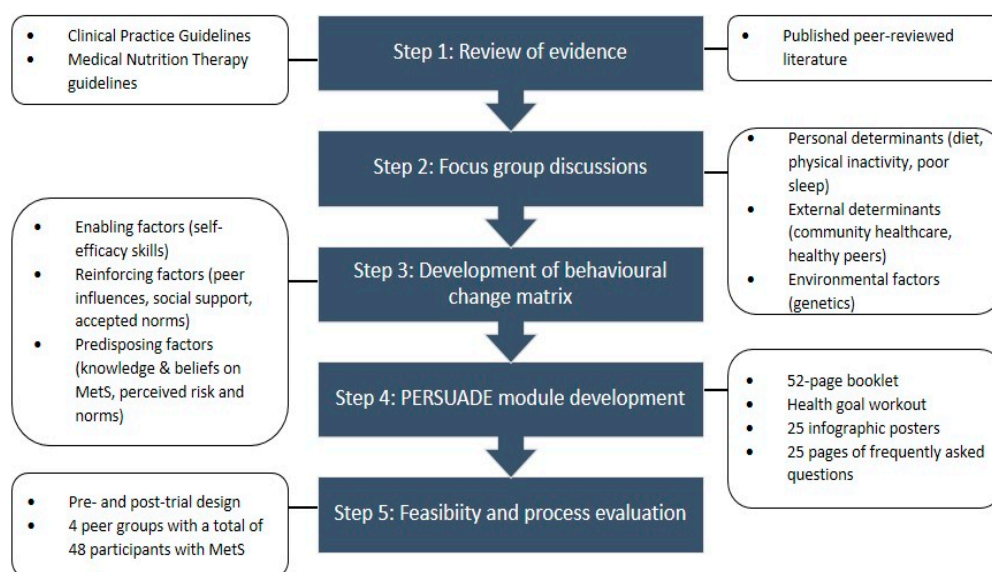 • Clinical Practice Guidelines
• Medical Nutrition Therapy
guidelines
Step 1: Review of evidence
• Published peer-reviewed
literature
Step 2: Focus group discussions
• Personal determinants (diet,
physical inactivity, poor
sleep)
• External determinants
(community healthcare,
healthy peers)
• Environmental factors
(genetics)
• Enabling factors (self-
efficacy skills)
• Reinforcing factors (peer
influences, social support,
accepted norms)
• Predisposing factors
(knowledge & beliefs on
MetS, perceived risk and
norms)
Step 3: Development of behavioural
change matrix
Step 4: PERSUADE module development
• 52-page booklet
• Health goal workout
• 25 infographic posters
• 25 pages of frequently asked
questions
• Pre- and post-trial design
• 4 peer groups with a total of
48 participants with MetS
Step 5: Feasibiity and process evaluation